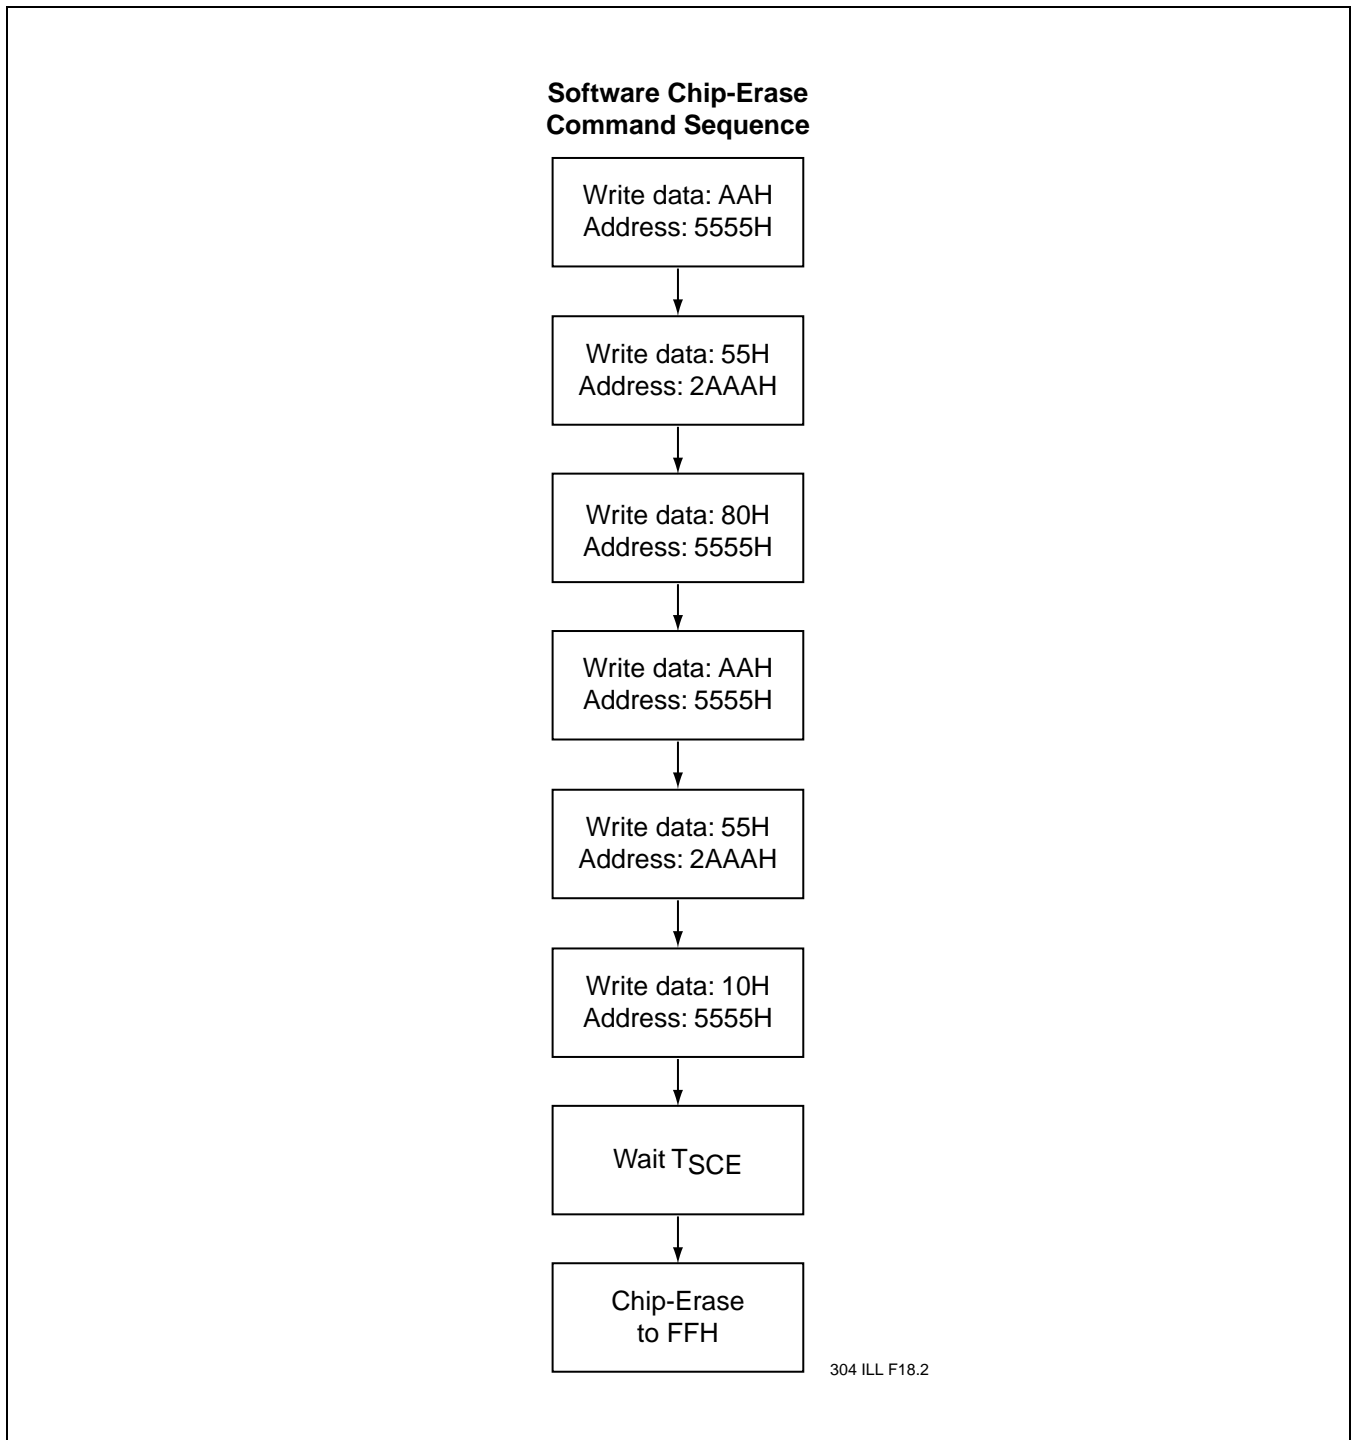 Software Chip-Erase
Command Sequence
Write data: AAH
Address: 5555H
Write data: 55H
Address: 2AAAH
Write data: 80H
Address: 5555H
Write data: AAH
Address: 5555H
Write data: 55H
Address: 2AAAH
Write data: 10H
Address: 5555H
Wait TSCE
Chip-Erase
to FFH
304 ILL F18.2